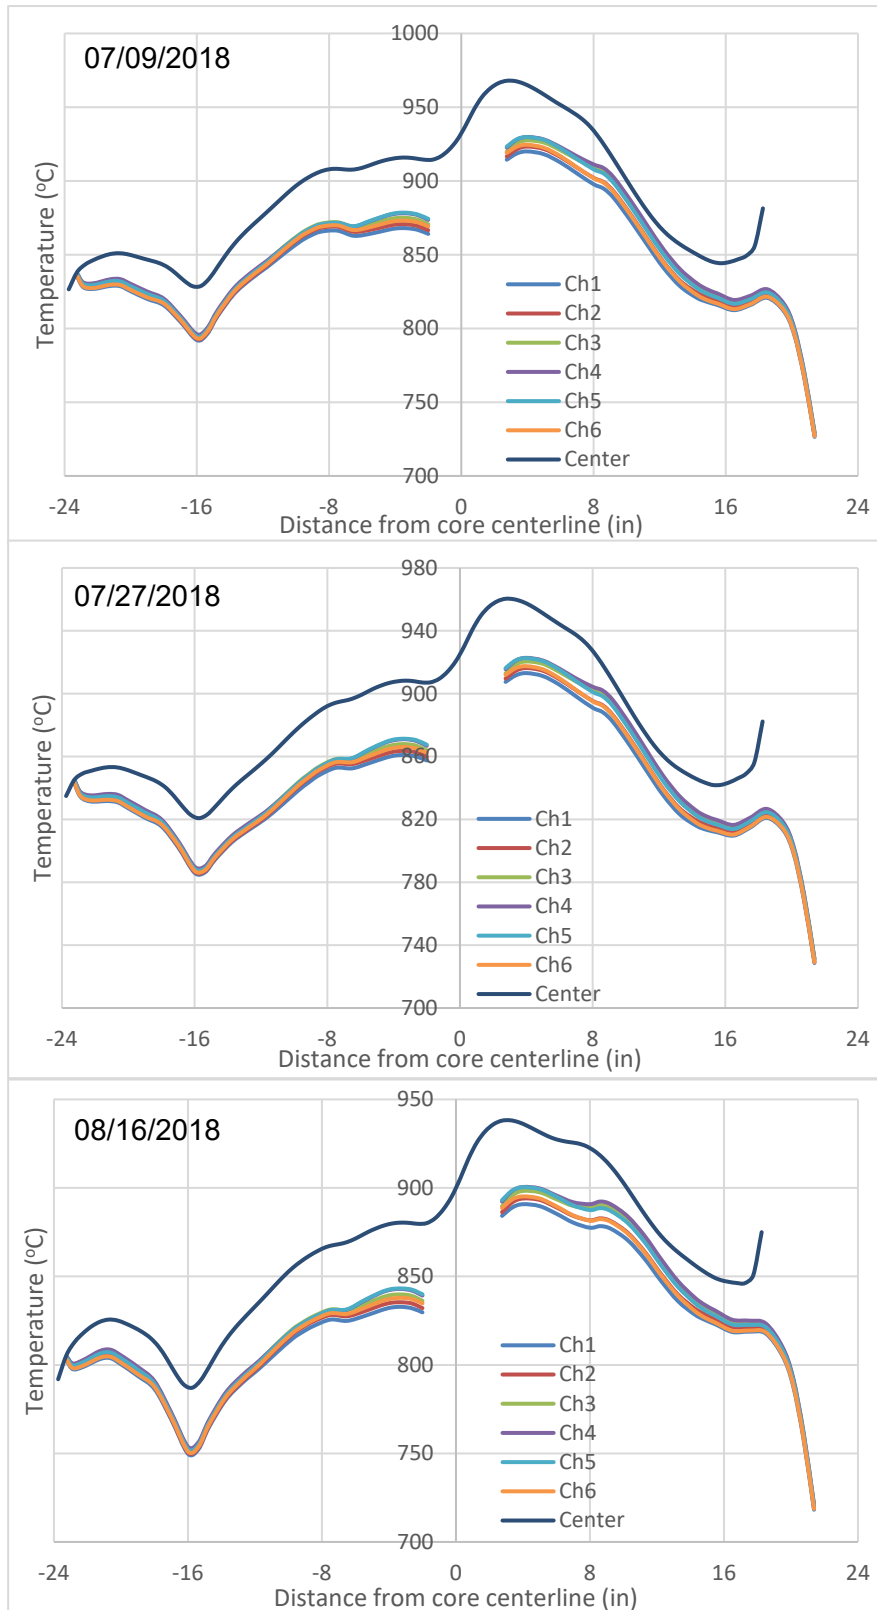 07/09/2018
1000
950
900
850
800
750
700
Temperature (ºC)
Ch1
Ch2
Ch3
Ch4
Ch5
Ch6
Center
-24 -16 -8 0 8 16 24
Distance from core centerline (in)
07/27/2018
980
940
900
860
820
780
740
700
Temperature (ºC)
Ch1
Ch2
Ch3
Ch4
Ch5
Ch6
Center
-24 -16 -8 0 8 16 24
Distance from core centerline (in)
08/16/2018
950
900
850
800
750
700
Temperature (ºC)
Ch1
Ch2
Ch3
Ch4
Ch5
Ch6
Center
-24 -16 -8 0 8 16 24
Distance from core centerline (in)